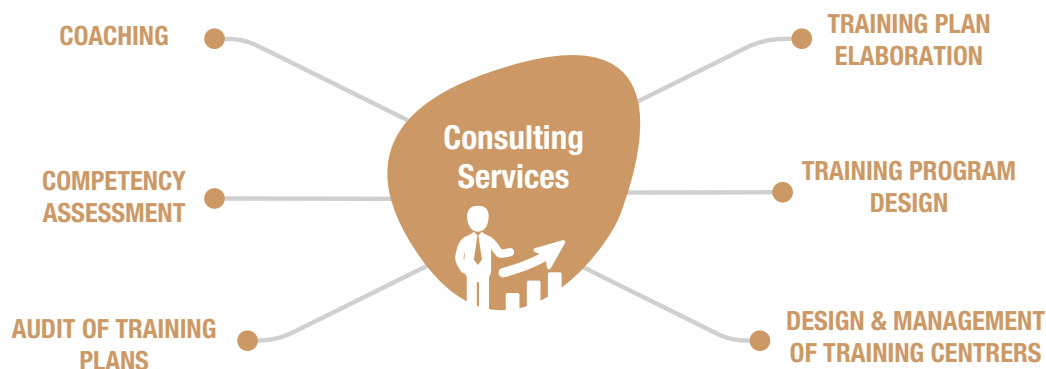 COACHING
COMPETENCY
ASSESSMENT
AUDIT OF TRAINING
PLANS
Consulting
Services
TRAINING PLAN
ELABORATION
TRAINING PROGRAM
DESIGN
DESIGN & MANAGEMENT
OF TRAINING CENTRERS